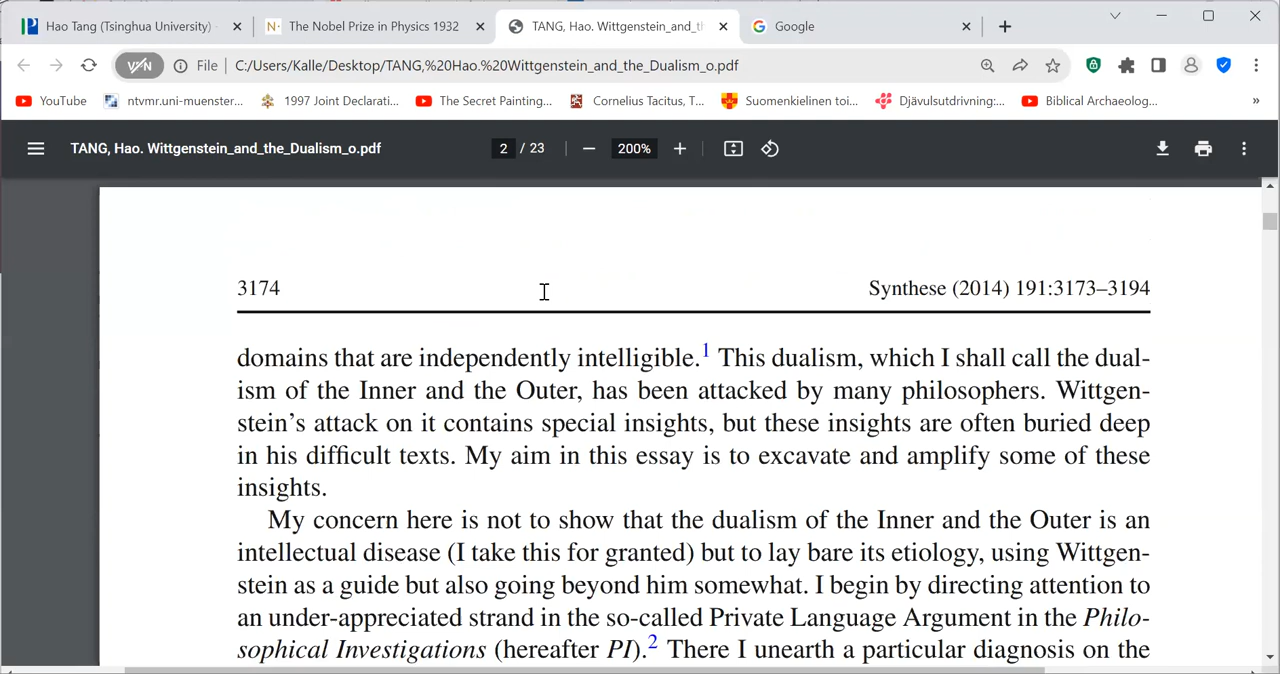 Hao Tang (Tsinghua University)
The Nobel Prize in Physics 1932
TANG, Hao. Wittgenstein_and_th
Google
V/N
File
C:/Users/Kalle/Desktop/TANG,%20Hao.%20Wittgenstein_and_the_Dualism_o.pdf
YouTube
ntvmr.uni-muenster...
1997 Joint Declarati...
The Secret Painting...
Cornelius Tacitus, T...
Suomenkielinen toi...
Djävulsutdrivning:...
Biblical Archaeolog...
»
TANG, Hao. Wittgenstein_and_the_Dualism_o.pdf
2 / 23
200%
3174
Synthese (2014) 191:3173–3194
domains that are independently intelligible.1 This dualism, which I shall call the dual-
ism of the Inner and the Outer, has been attacked by many philosophers. Wittgen-
stein's attack on it contains special insights, but these insights are often buried deep
in his difficult texts. My aim in this essay is to excavate and amplify some of these
insights.
My concern here is not to show that the dualism of the Inner and the Outer is an
intellectual disease (I take this for granted) but to lay bare its etiology, using Wittgen-
stein as a guide but also going beyond him somewhat. I begin by directing attention to
an under-appreciated strand in the so-called Private Language Argument in the Philo-
sophical Investigations (hereafter PI).2 There I unearth a particular diagnosis on the